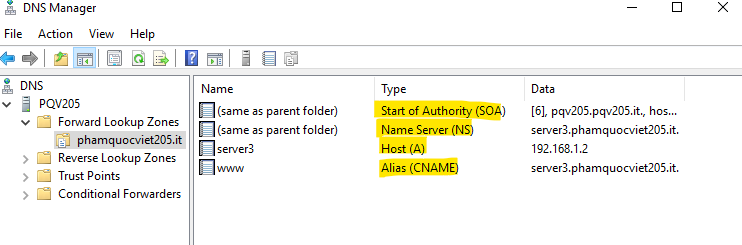 DNS Manager
File Action View Help
DNS
PQV205
Forward Lookup Zones
phamquocviet205.it
Reverse Lookup Zones
Trust Points
Conditional Forwarders
Name Type Data
(same as parent folder) Start of Authority (SOA) [6], pqv205.pqv205.it., hos...
(same as parent folder) Name Server (NS) server3.phamquocviet205.it.
server3 Host (A) 192.168.1.2
www Alias (CNAME) server3.phamquocviet205.it.